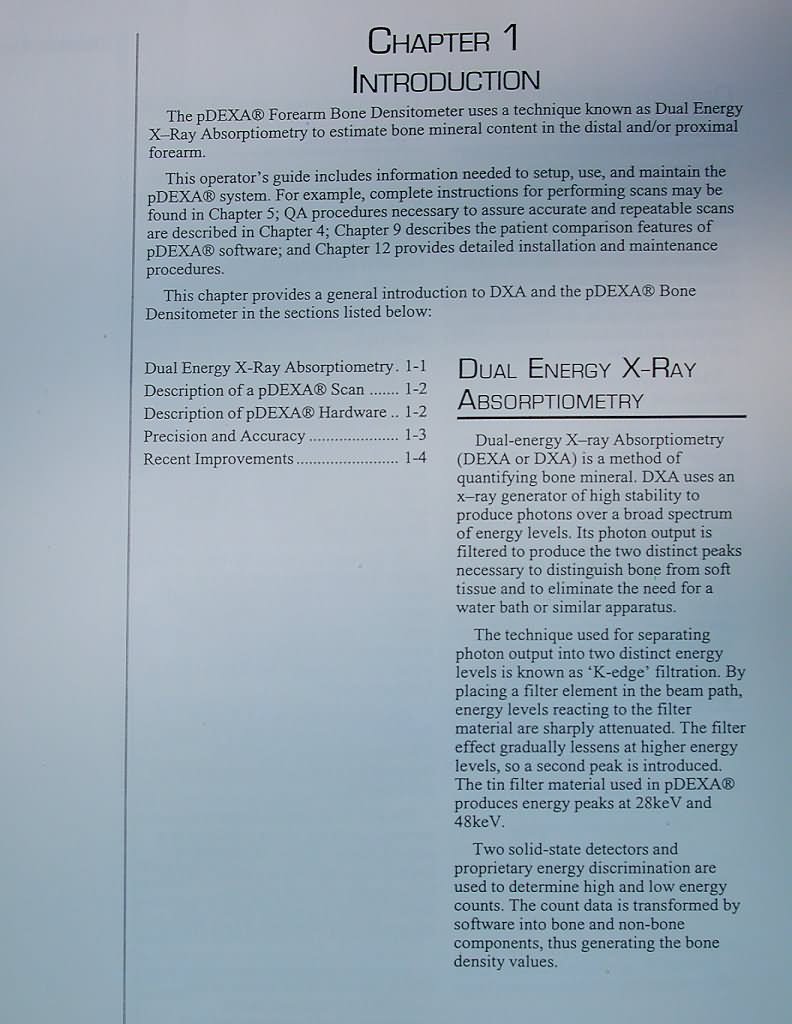 CHAPTER 1
INTRODUCTION
The pDEXA® Forearm Bone Densitometer uses a technique known as Dual Energy
X–Ray Absorptiometry to estimate bone mineral content in the distal and/or proximal
forearm.
This operator's guide includes information needed to setup, use, and maintain the
pDEXA® system. For example, complete instructions for performing scans may be
found in Chapter 5; QA procedures necessary to assure accurate and repeatable scans
are described in Chapter 4; Chapter 9 describes the patient comparison features of
pDEXA® software; and Chapter 12 provides detailed installation and maintenance
procedures.
This chapter provides a general introduction to DXA and the pDEXA® Bone
Densitometer in the sections listed below:
Dual Energy X-Ray Absorptiometry. 1-1
Description of a pDEXA® Scan ....... 1-2
Description of pDEXA® Hardware .. 1-2
Precision and Accuracy ..................... 1-3
Recent Improvements ........................ 1-4
DUAL ENERGY X-RAY
ABSORPTIOMETRY
Dual-energy X–ray Absorptiometry
(DEXA or DXA) is a method of
quantifying bone mineral. DXA uses an
x–ray generator of high stability to
produce photons over a broad spectrum
of energy levels. Its photon output is
filtered to produce the two distinct peaks
necessary to distinguish bone from soft
tissue and to eliminate the need for a
water bath or similar apparatus.
The technique used for separating
photon output into two distinct energy
levels is known as ‘K-edge’ filtration. By
placing a filter element in the beam path,
energy levels reacting to the filter
material are sharply attenuated. The filter
effect gradually lessens at higher energy
levels, so a second peak is introduced.
The tin filter material used in pDEXA®
produces energy peaks at 28keV and
48keV.
Two solid-state detectors and
proprietary energy discrimination are
used to determine high and low energy
counts. The count data is transformed by
software into bone and non-bone
components, thus generating the bone
density values.